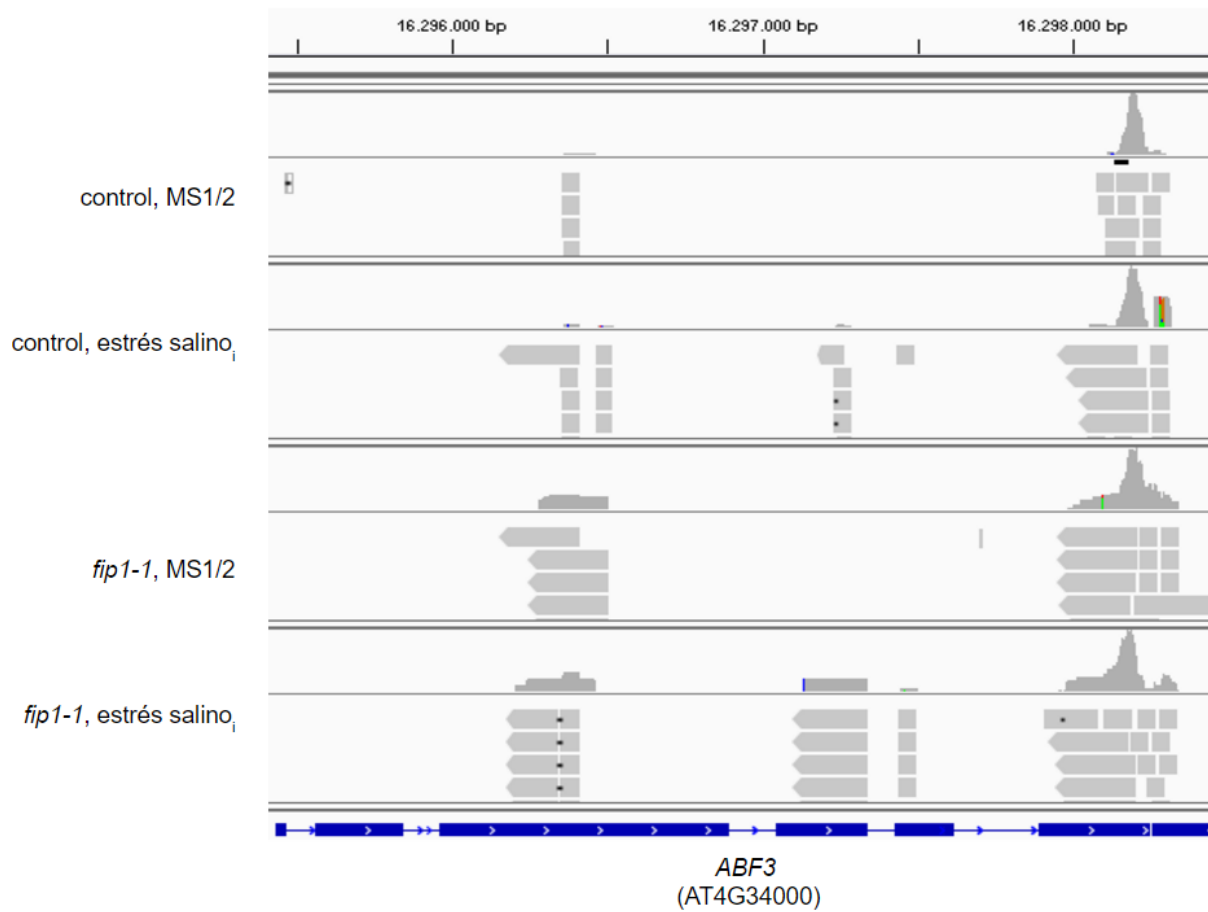 16.296.000 bp 16.297.000 bp 16.298.000 bp
control, MS1/2
control, estrés salino i
fip1-1, MS1/2
fip1-1, estrés salino i
ABF3
(AT4G34000)